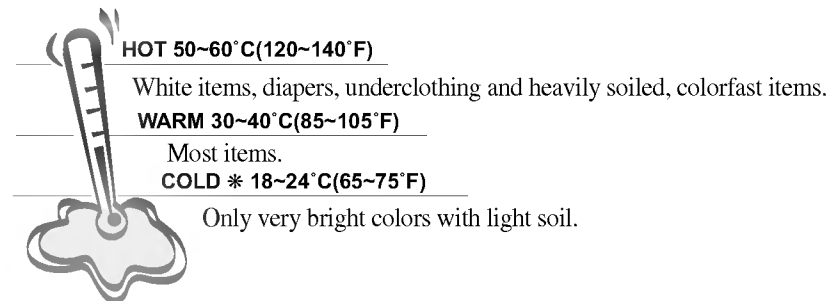 HOT 50~60˚C(120~140˚F)
White items, diapers, underclothing and heavily soiled, colorfast items.
WARM 30~40˚C(85~105˚F)
Most items.
COLD ✳ 18~24˚C(65~75˚F)
Only very bright colors with light soil.